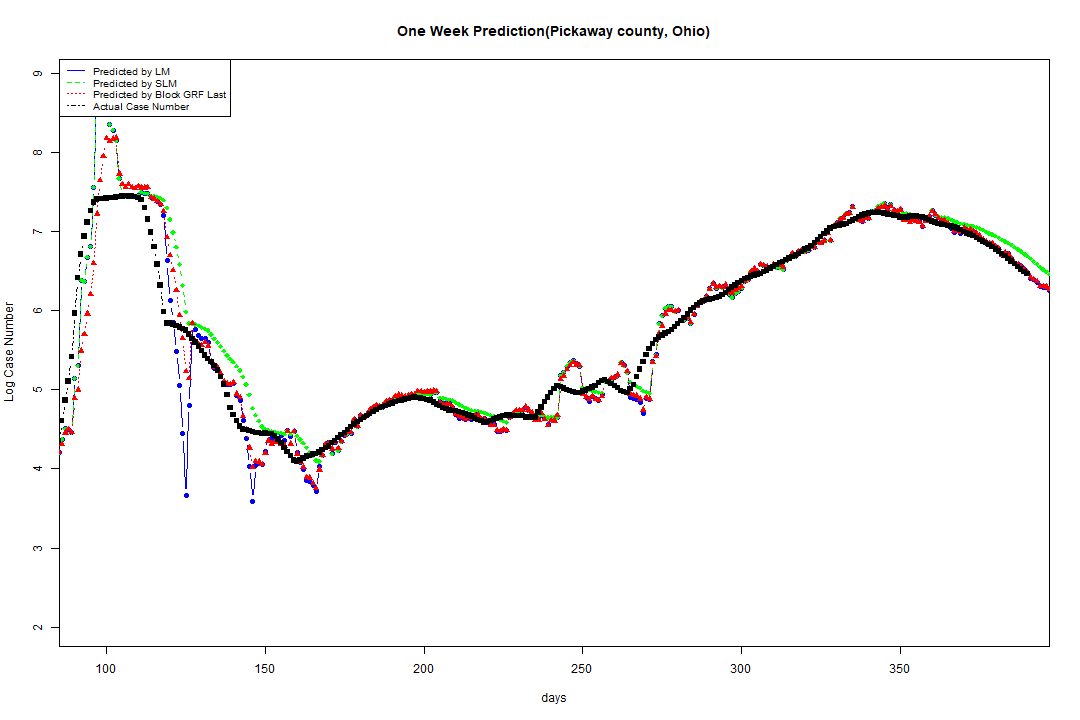 One Week Prediction(Pickaway county, Ohio)
Predicted by LM
Predicted by SLM
Predicted by Block GRF Last
Actual Case Number
9
8
7
6
5
4
3
2
Log Case Number
100 150 200 250 300 350
days